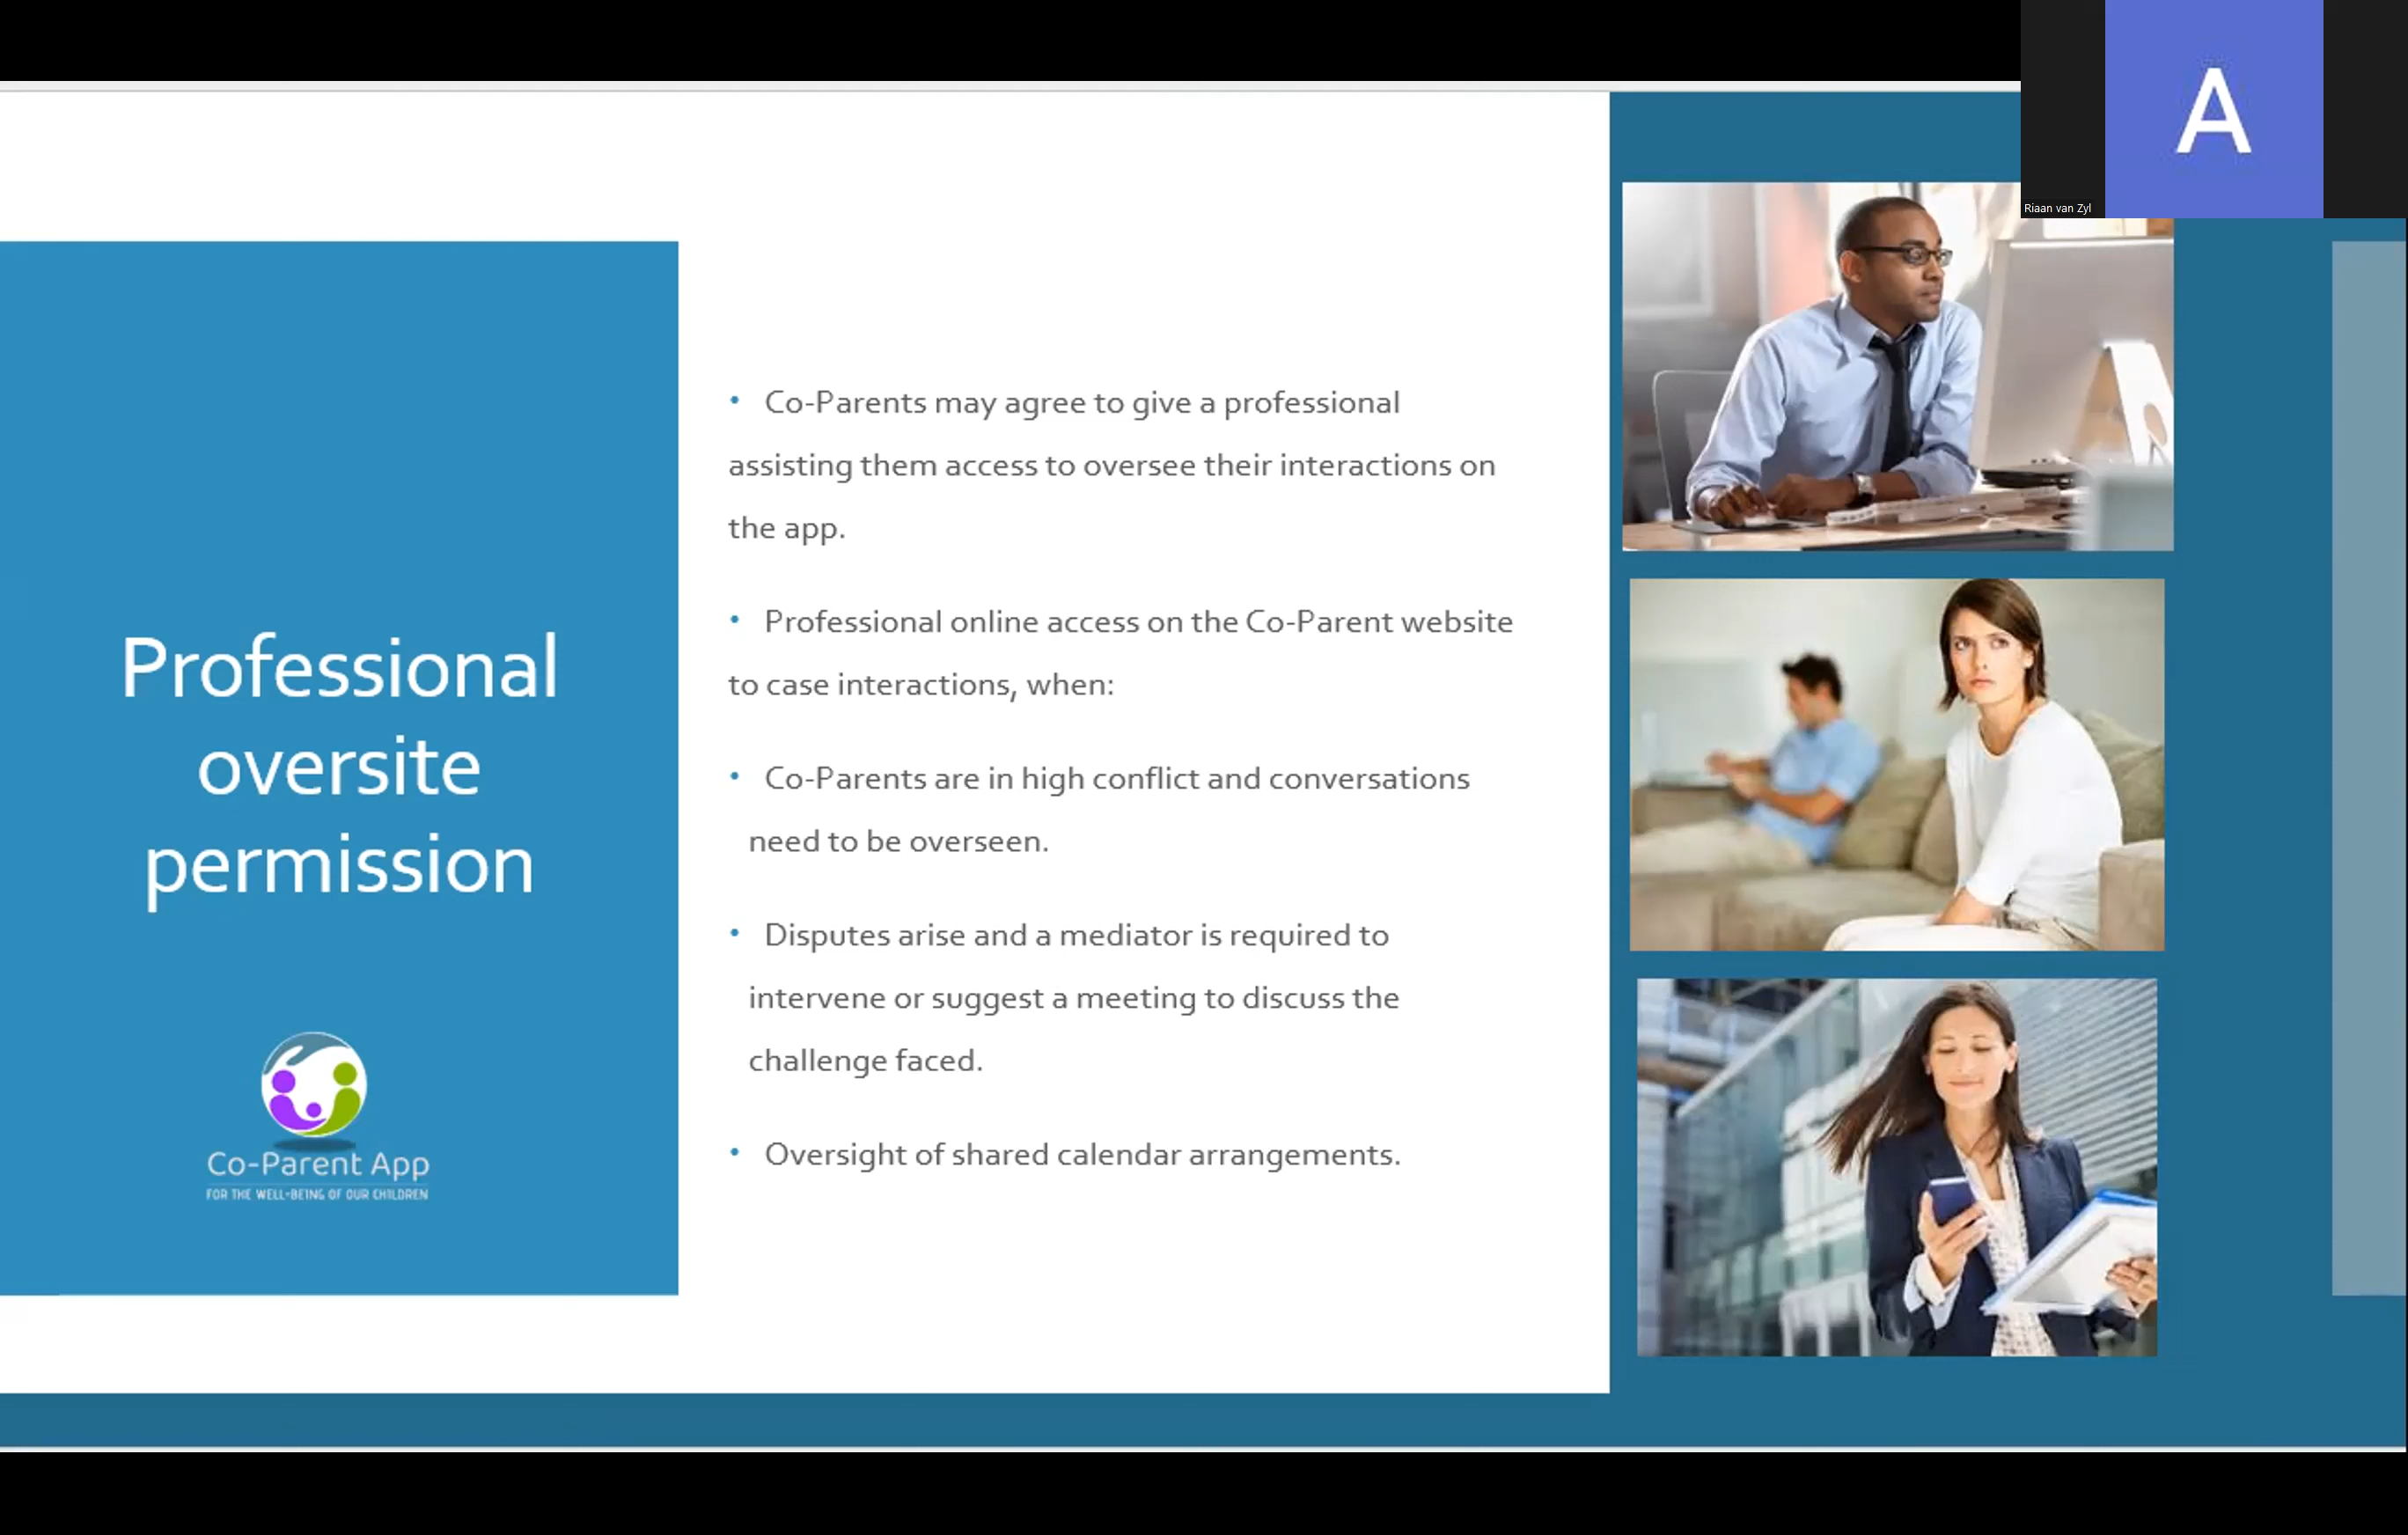 A
Riaan van Zyl
Professional
oversite
permission
Co-Parent App
FOR THE WELL-BEING OF OUR CHILDREN
• Co-Parents may agree to give a professional
assisting them access to oversee their interactions on
the app.
• Professional online access on the Co-Parent website
to case interactions, when:
• Co-Parents are in high conflict and conversations
need to be overseen.
• Disputes arise and a mediator is required to
intervene or suggest a meeting to discuss the
challenge faced.
• Oversight of shared calendar arrangements.